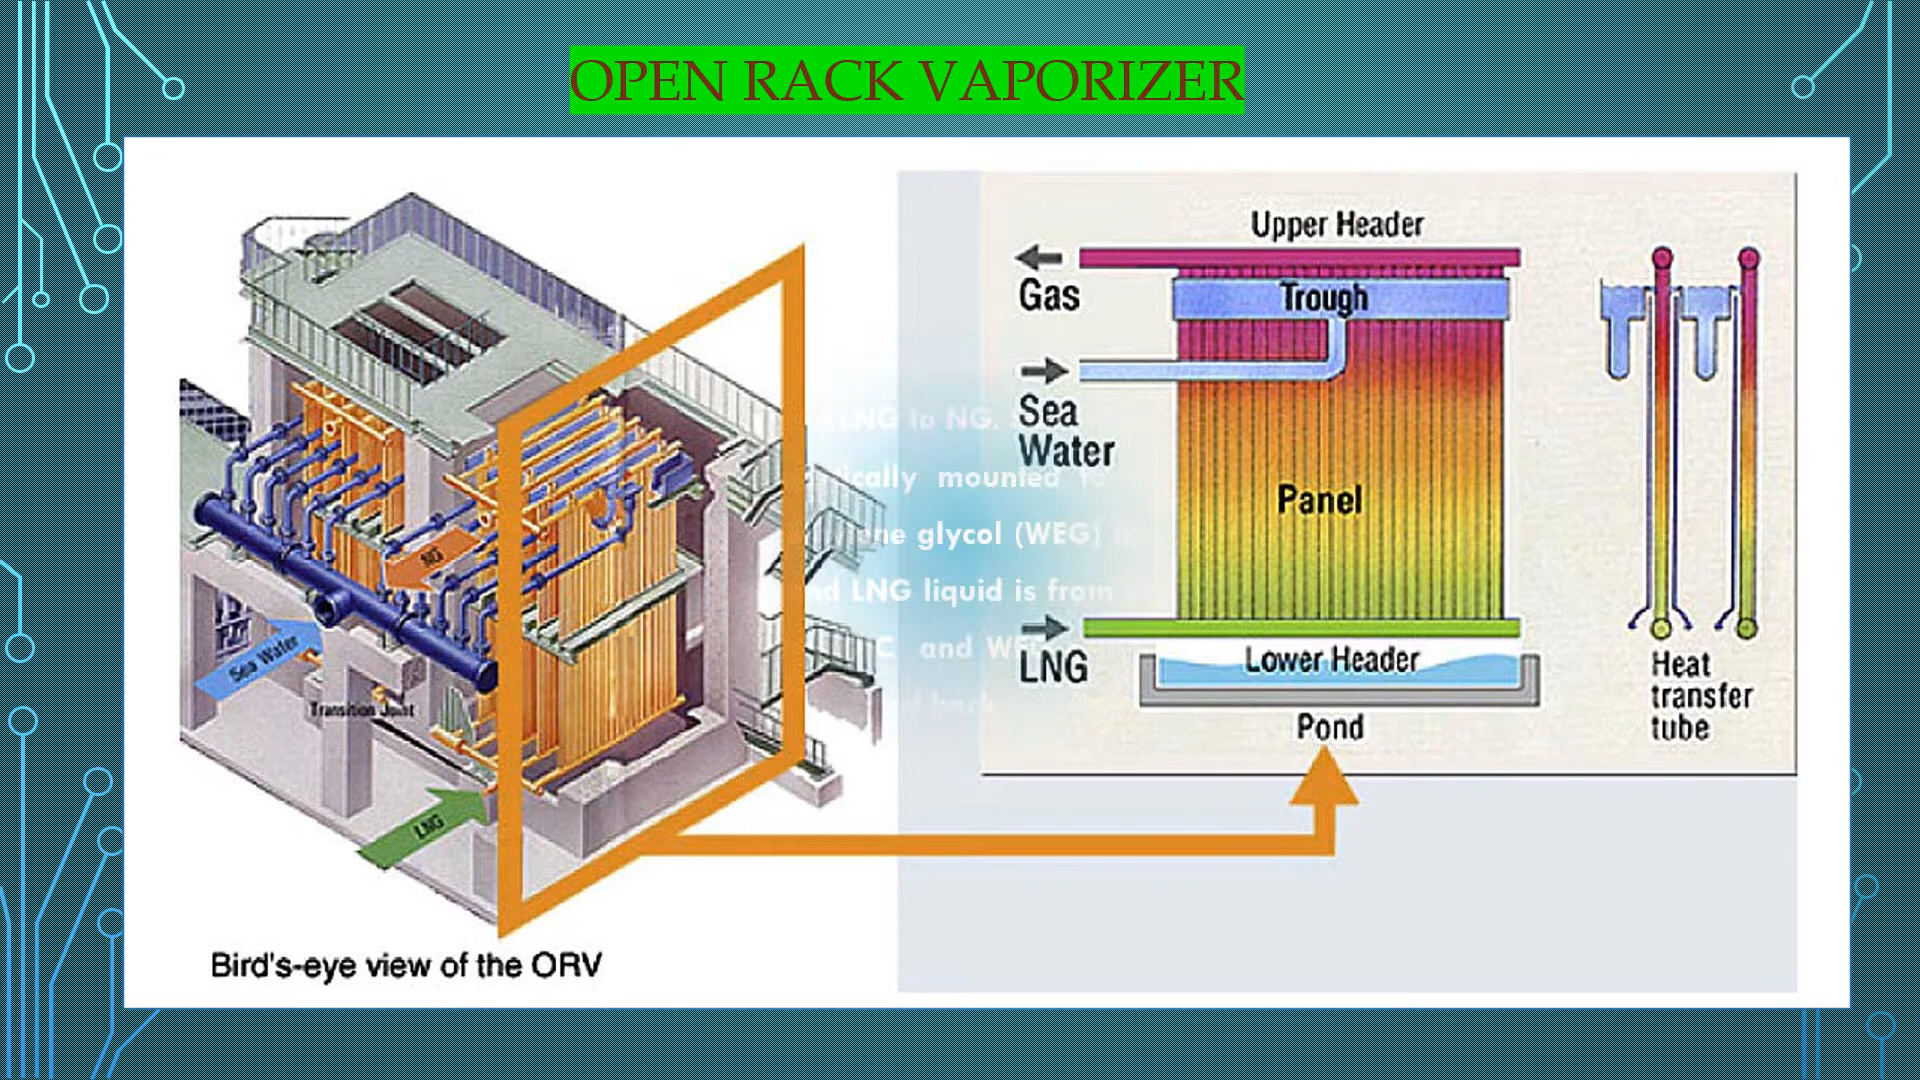 OPEN RACK VAPORIZER
Upper Header
Gas
Trough
Sea
Water
Panel
LNG
Lower Header
Pond
Heat
transfer
tube
NG
Sea Water
Transition Joint
LNG
Bird's-eye view of the ORV
LNG to NG.
mounted to
glycol (WEG)
LNG liquid is from
C and